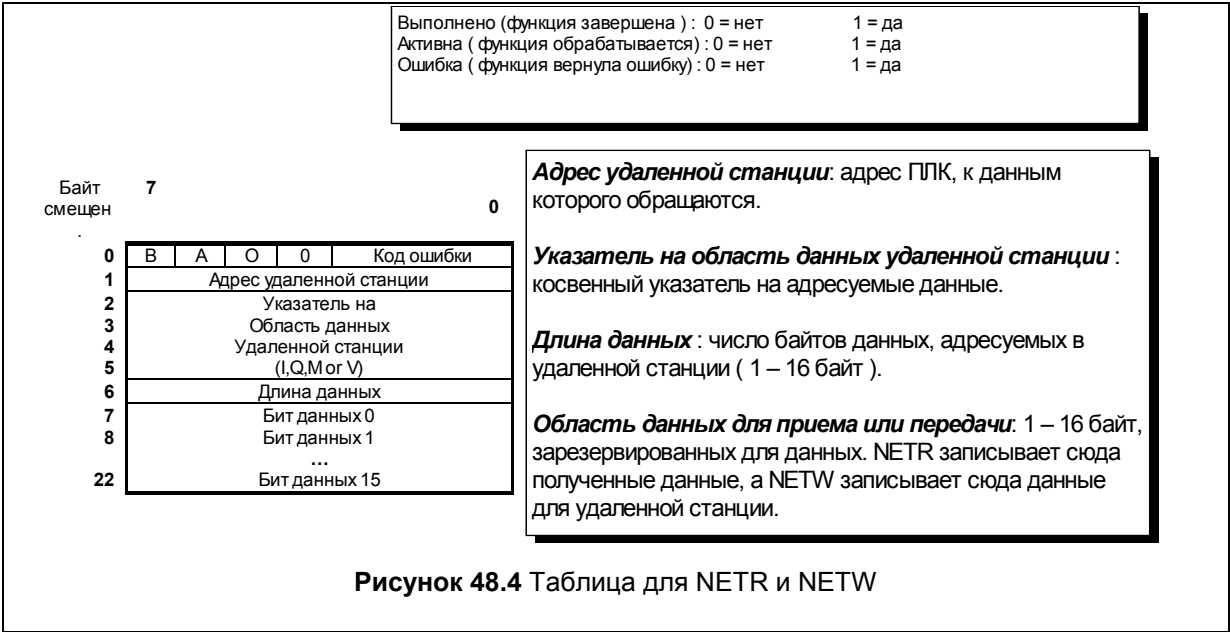 Выполнено (функция завершена ) : 0 = нет 1 = да
Активна ( функция обрабатывается) : 0 = нет 1 = да
Ошибка ( функция вернула ошибку) : 0 = нет 1 = да
Байт смещен.
7
0
0 В А О 0 Код ошибки
1 Адрес удаленной станции
2 Указатель на
3 Область данных
4 Удаленной станции
5 (I,Q,M or V)
6 Длина данных
7 Бит данных 0
8 Бит данных 1
...
22 Бит данных 15
Адрес удаленной станции: адрес ПЛК, к данным
которого обращаются.
Указатель на область данных удаленной станции :
косвенный указатель на адресуемые данные.
Длина данных : число байтов данных, адресуемых в
удаленной станции ( 1 – 16 байт ).
Область данных для приема или передачи: 1 – 16 байт,
зарезервированных для данных. NETR записывает сюда
полученные данные, а NETW записывает сюда данные
для удаленной станции.
Рисунок 48.4 Таблица для NETR и NETW